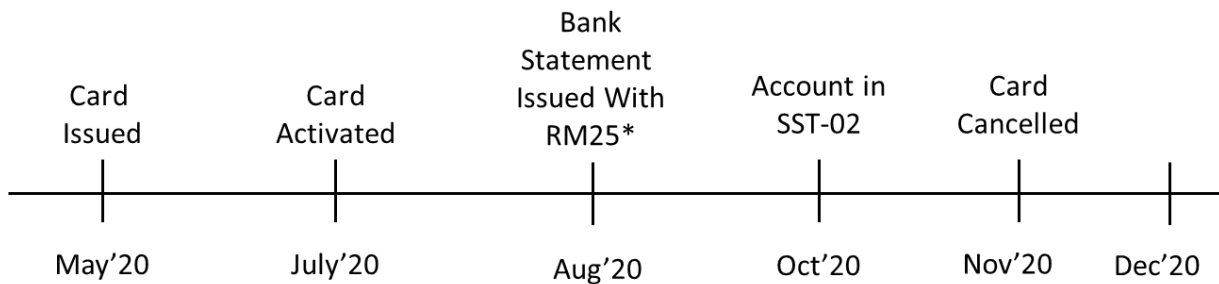 Card
Issued
Card
Activated
Bank
Statement
Issued With
RM25*
Account in
SST-02
Card
Cancelled
May’20
July’20
Aug’20
Oct’20
Nov’20
Dec’20